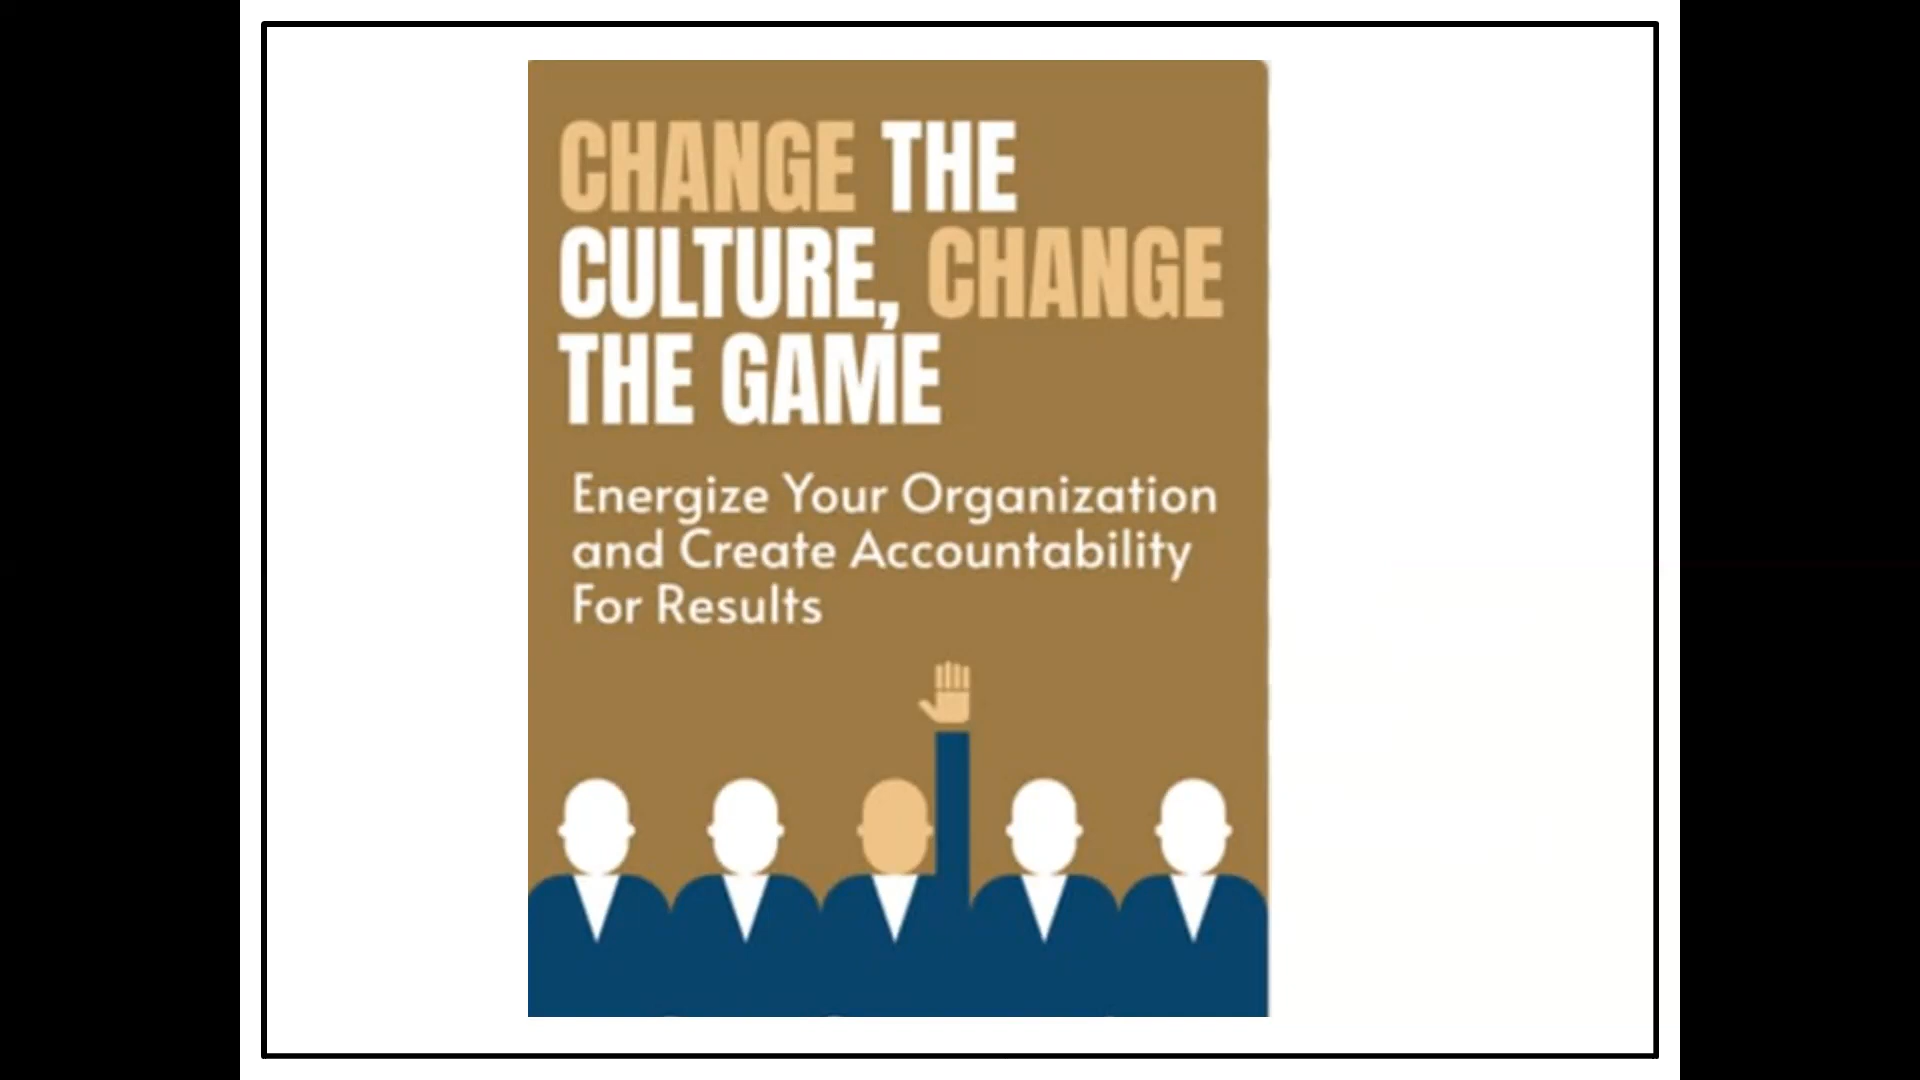 CHANGE THE
CULTURE, CHANGE
THE GAME
Energize Your Organization
and Create Accountability
For Results